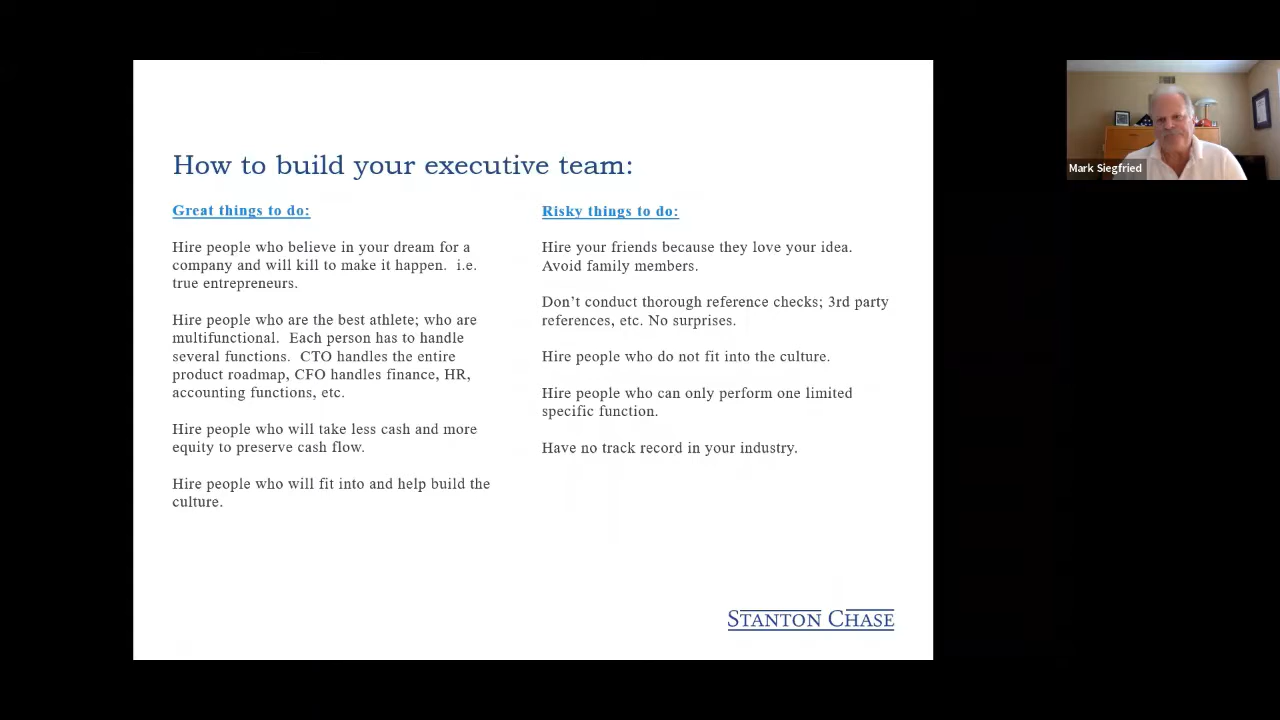 How to build your executive team:
Great things to do:
Hire people who believe in your dream for a
company and will kill to make it happen.  i.e.
true entrepreneurs.
Hire people who are the best athlete; who are
multifunctional.  Each person has to handle
several functions.  CTO handles the entire
product roadmap, CFO handles finance, HR,
accounting functions, etc.
Hire people who will take less cash and more
equity to preserve cash flow.
Hire people who will fit into and help build the
culture.
Risky things to do:
Hire your friends because they love your idea.
Avoid family members.
Don’t conduct thorough reference checks; 3rd party
references, etc. No surprises.
Hire people who do not fit into the culture.
Hire people who can only perform one limited
specific function.
Have no track record in your industry.
STANTON CHASE
Mark Siegfried